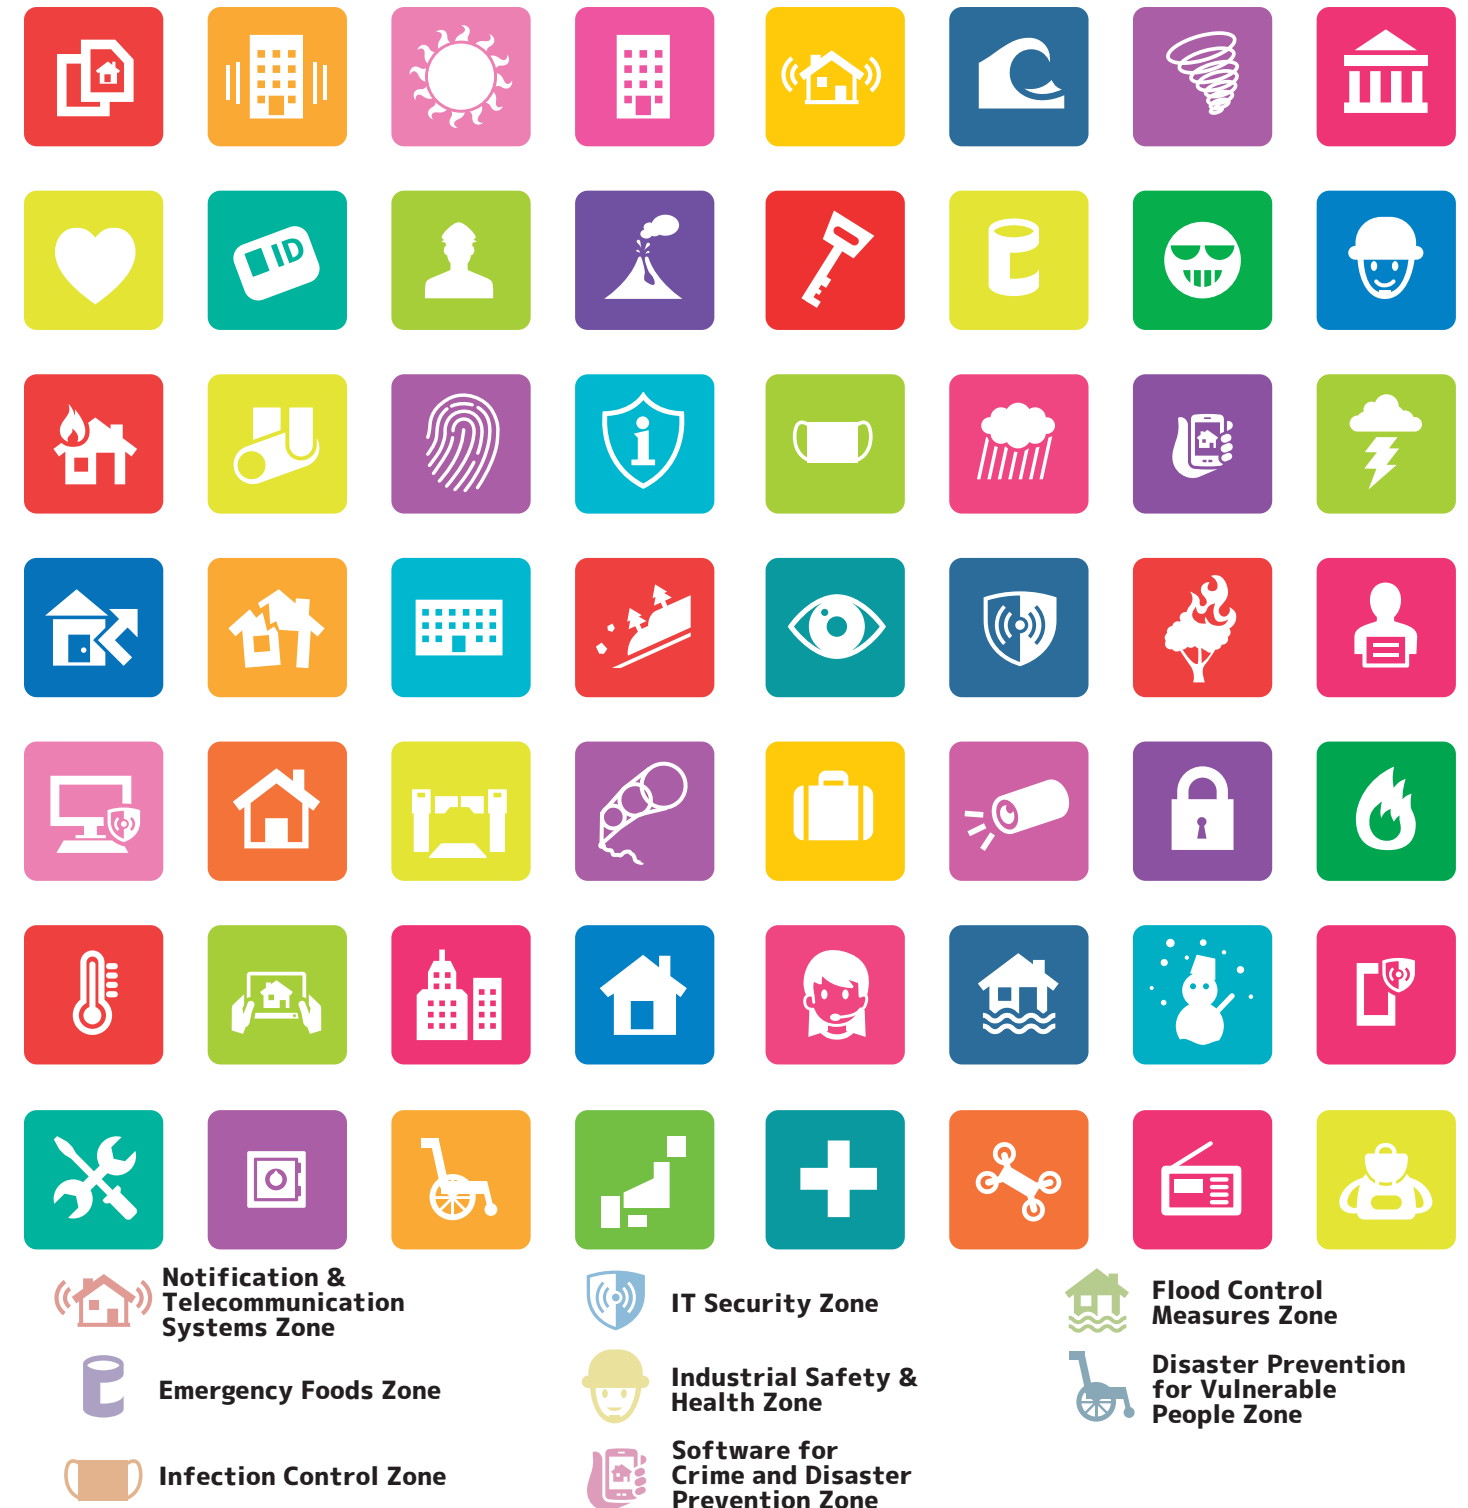 ID
i
Notification &
Telecommunication
Systems Zone
Emergency Foods Zone
Infection Control Zone
IT Security Zone
Industrial Safety &
Health Zone
Software for
Crime and Disaster
Prevention Zone
Flood Control
Measures Zone
Disaster Prevention
for Vulnerable
People Zone